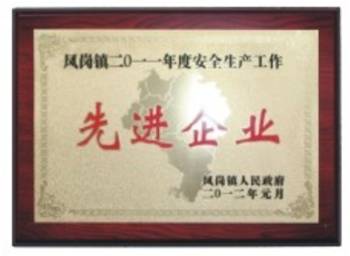 凤岗镇二〇一一年度安全生产工作
先进企业
凤岗镇人民政府
二〇一二年元月